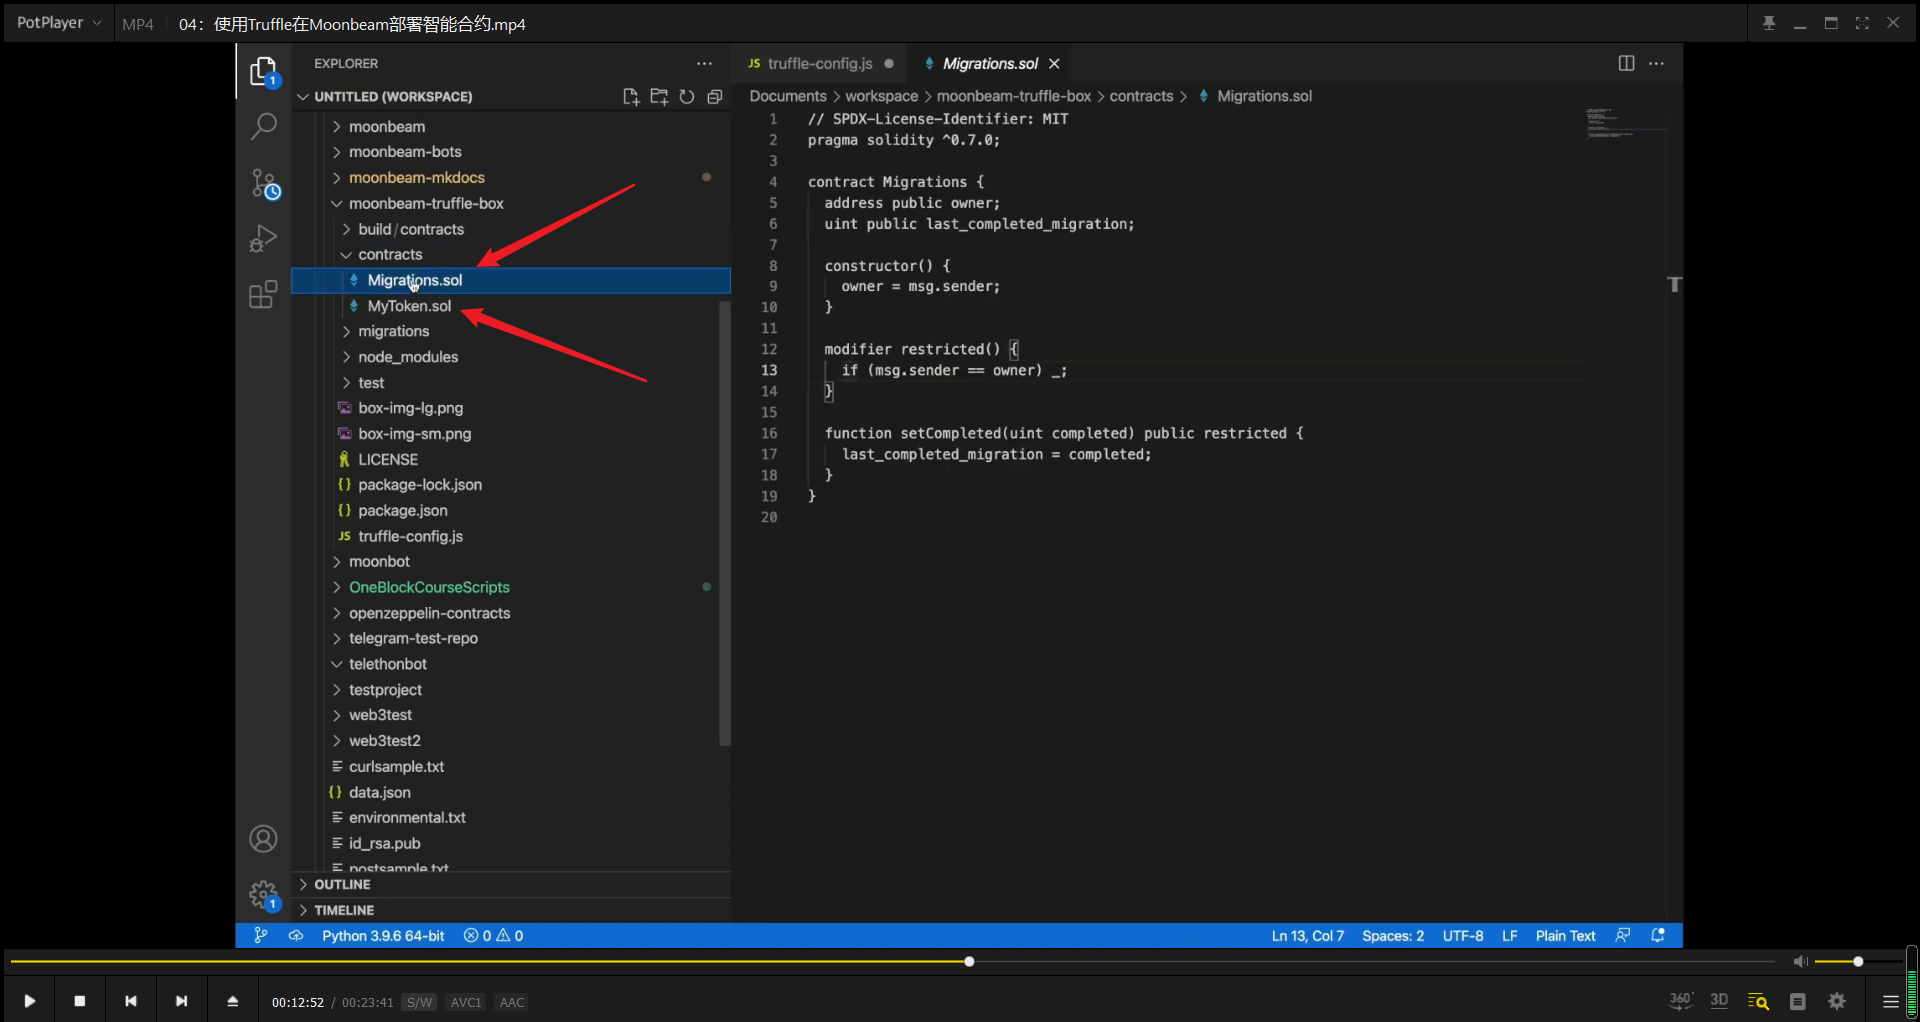 PotPlayer MP4 04：使用Truffle在Moonbeam部署智能合约.mp4
EXPLORER
UNTITLED (WORKSPACE)
moonbeam
moonbeam-bots
moonbeam-mkdocs
moonbeam-truffle-box
build / contracts
contracts
Migrations.sol
MyToken.sol
migrations
node_modules
test
box-img-lg.png
box-img-sm.png
LICENSE
{} package-lock.json
{} package.json
JS truffle-config.js
moonbot
OneBlockCourseScripts
openzeppelin-contracts
telegram-test-repo
telethonbot
testproject
web3test
web3test2
curlsample.txt
{} data.json
environmental.txt
id_rsa.pub
postsample.txt
OUTLINE
TIMELINE
1
1
JS truffle-config.js
Migrations.sol
Documents > workspace > moonbeam-truffle-box > contracts > Migrations.sol
1 // SPDX-License-Identifier: MIT
2 pragma solidity ^0.7.0;
3
4 contract Migrations {
5 address public owner;
6 uint public last_completed_migration;
7
8 constructor() {
9 owner = msg.sender;
10 }
11
12 modifier restricted() {
13 if (msg.sender == owner) _;
14 }
15
16 function setCompleted(uint completed) public restricted {
17 last_completed_migration = completed;
18 }
19 }
20
Python 3.9.6 64-bit 0 0 Ln 13, Col 7 Spaces: 2 UTF-8 LF Plain Text
00:12:52 / 00:23:41 S/W AVC1 AAC 360° 3D